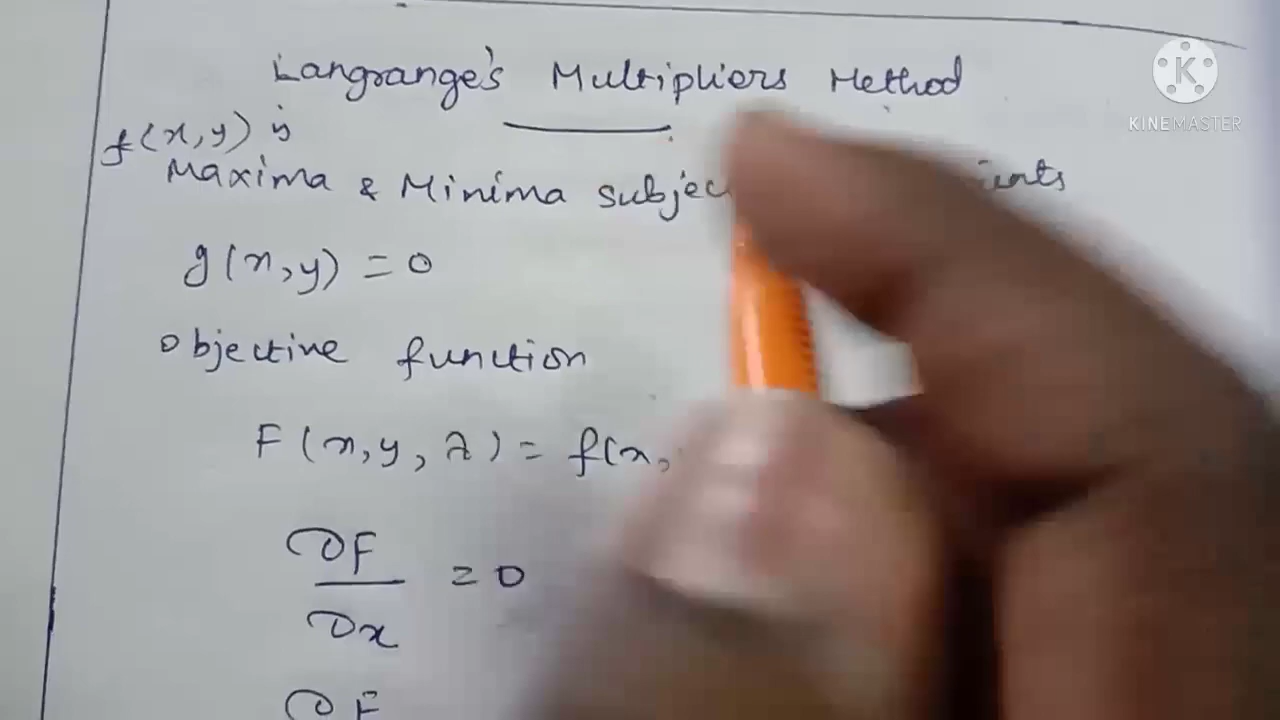 Langrange's Multipliers Method
f(x,y) is
Maxima & Minima subjec
g(x,y) = 0
Objective function
F(x,y,λ) = f(x,
∂F
= 0
∂x
∂F
KINEMASTER